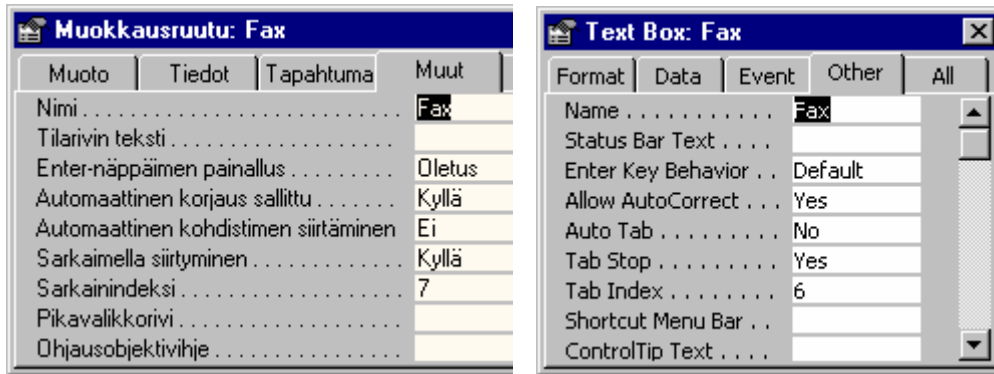 Muokkausruutu: Fax
Muoto Tiedot Tapahtuma Muut
Nimi . . . . . . . . . . . . . . . . . . . . . . . . . . . Fax
Tilarivin teksti . . . . . . . . . . . . . . . . . . . .
Enter-näppäimen painallus . . . . . . . . . Oletus
Automaattinen korjaus sallittu . . . . . . . Kyllä
Automaattinen kohdistimen siirtäminen Ei
Sarkaimella siirtyminen . . . . . . . . . . . . Kyllä
Sarkainindeksi . . . . . . . . . . . . . . . . . . . 7
Pikavalikkorivi . . . . . . . . . . . . . . . . . . .
Ohjausobjektivihje . . . . . . . . . . . . . . . .
Text Box: Fax
Format Data Event Other All
Name . . . . . . . . . . . Fax
Status Bar Text . . . .
Enter Key Behavior . . Default
Allow AutoCorrect . . . Yes
Auto Tab . . . . . . . . . No
Tab Stop . . . . . . . . . Yes
Tab Index . . . . . . . . 6
Shortcut Menu Bar . .
ControlTip Text . . . .